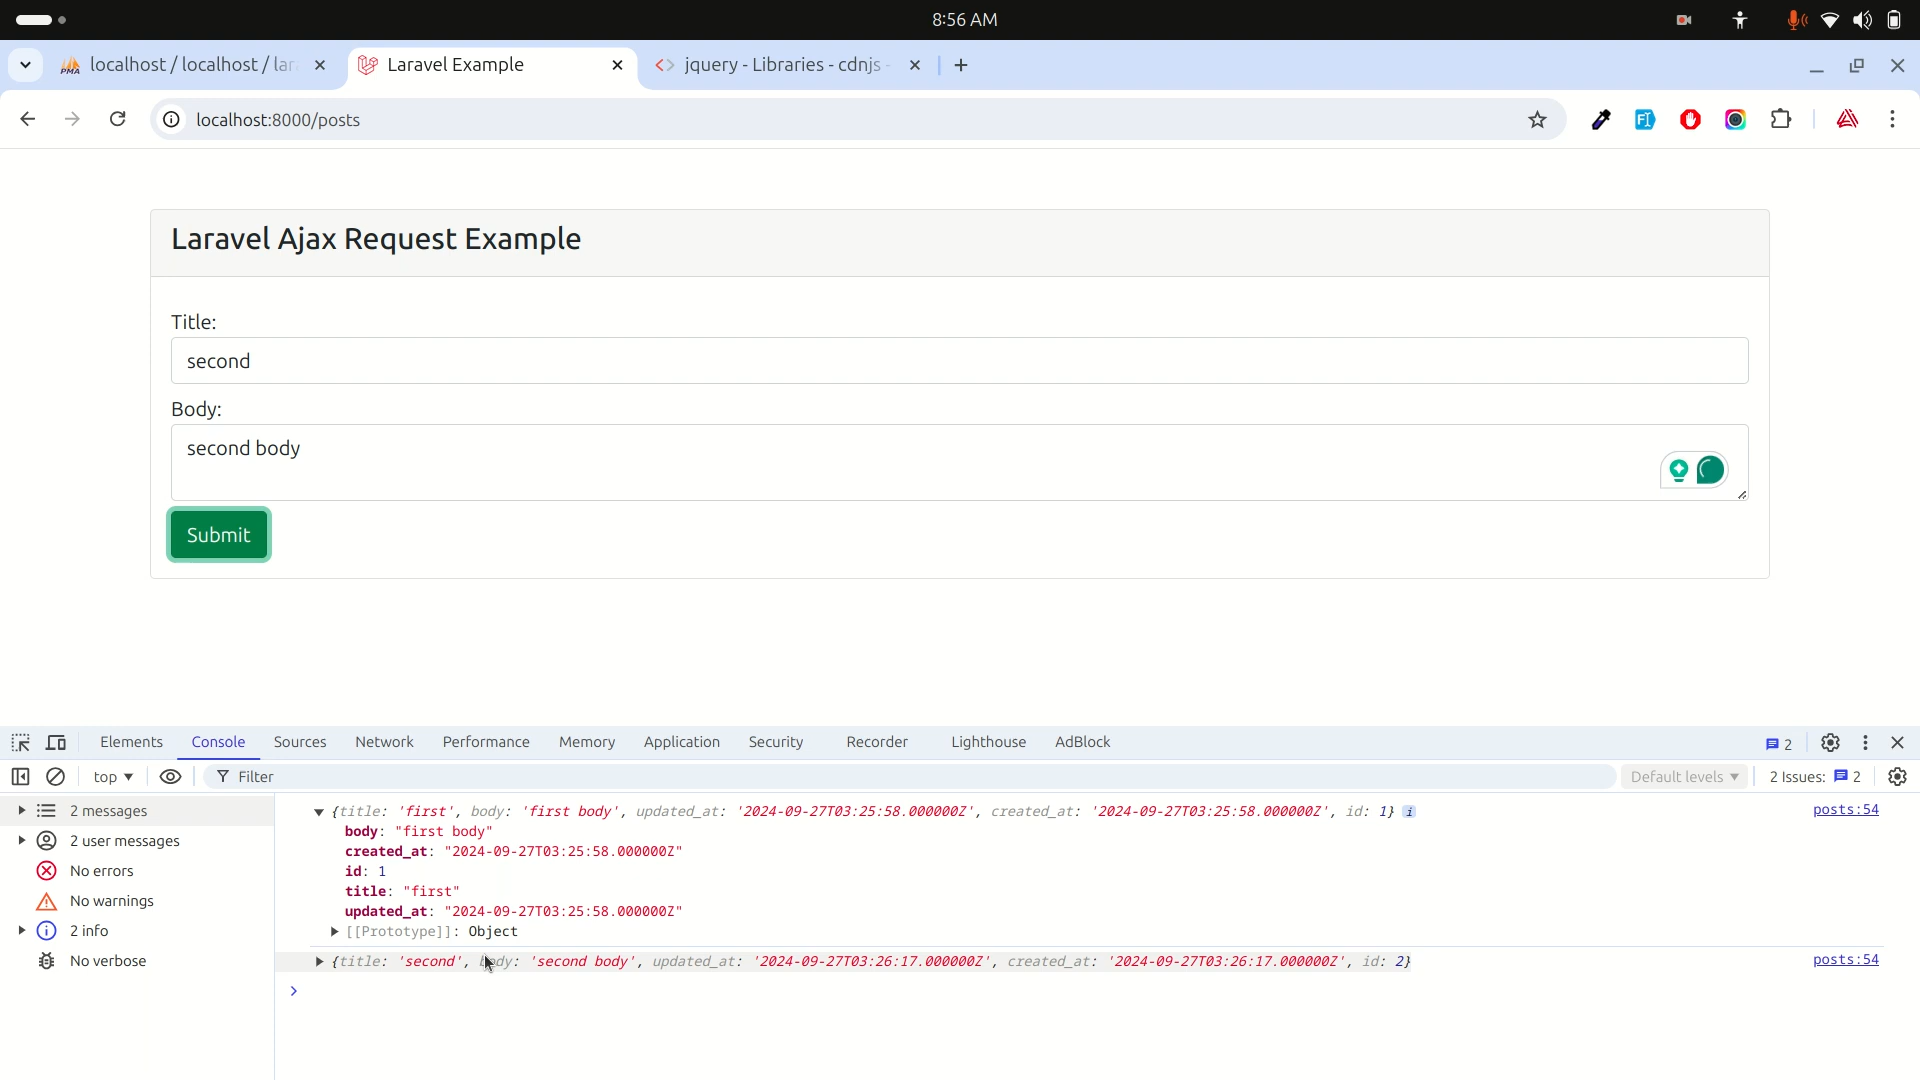 8:56 AM
localhost / localhost / lar
Laravel Example
jquery - Libraries - cdnjs -
localhost:8000/posts
Laravel Ajax Request Example
Title:
second
Body:
second body
Submit
Elements Console Sources Network Performance Memory Application Security Recorder Lighthouse AdBlock 2
top Filter Default levels 2 Issues: 2
2 messages
2 user messages
No errors
No warnings
2 info
No verbose
{title: 'first', body: 'first body', updated_at: '2024-09-27T03:25:58.000000Z', created_at: '2024-09-27T03:25:58.000000Z', id: 1} i posts:54
body: "first body"
created_at: "2024-09-27T03:25:58.000000Z"
id: 1
title: "first"
updated_at: "2024-09-27T03:25:58.000000Z"
[[Prototype]]: Object
{title: 'second', body: 'second body', updated_at: '2024-09-27T03:26:17.000000Z', created_at: '2024-09-27T03:26:17.000000Z', id: 2} posts:54